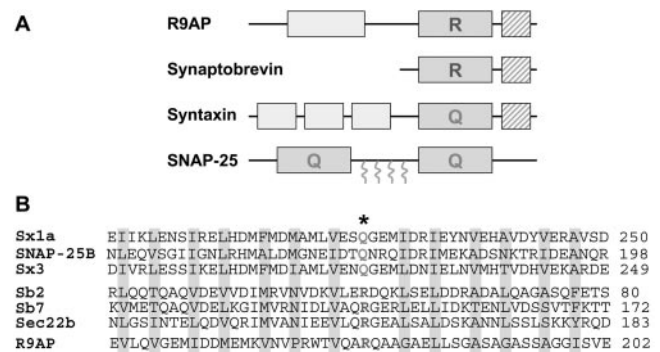 A
R9AP
R
Synaptobrevin
R
Syntaxin
Q
SNAP-25
Q Q
B
*
Sx1a EIIKLENSIRELHDMFMDMAMLVESQGEMIDRIEYNVEHAVDYVERAVSD 250
SNAP-25B NLEQVSGIIGNLRHMALDMGNEIDTQNRQIDRIMEKADSNKTRIDEANQR 198
Sx3 DIVRLESSIKELHDMFMDIAMLVENQGEMLDNIELNVMHTVDHVEKARDE 249
Sb2 RLQQTQAQVDEVVDIMRVNVDKVLERDQKLSELDDRADALQAGASQFETS 80
Sb7 KVMETQAQVDELKGIMVRNIDLVAQRGERLELLIDKTENLVDSSVTFKTT 172
Sec22b NLGSINTELQDVQRIMVANIEEVLQRGEALSALDSKANNLSSLSKKYRQD 183
R9AP EVLQVGEMIDDMEMKVNVPRWTVQARQAAGAELLSGASAGASSAGGISVE 202